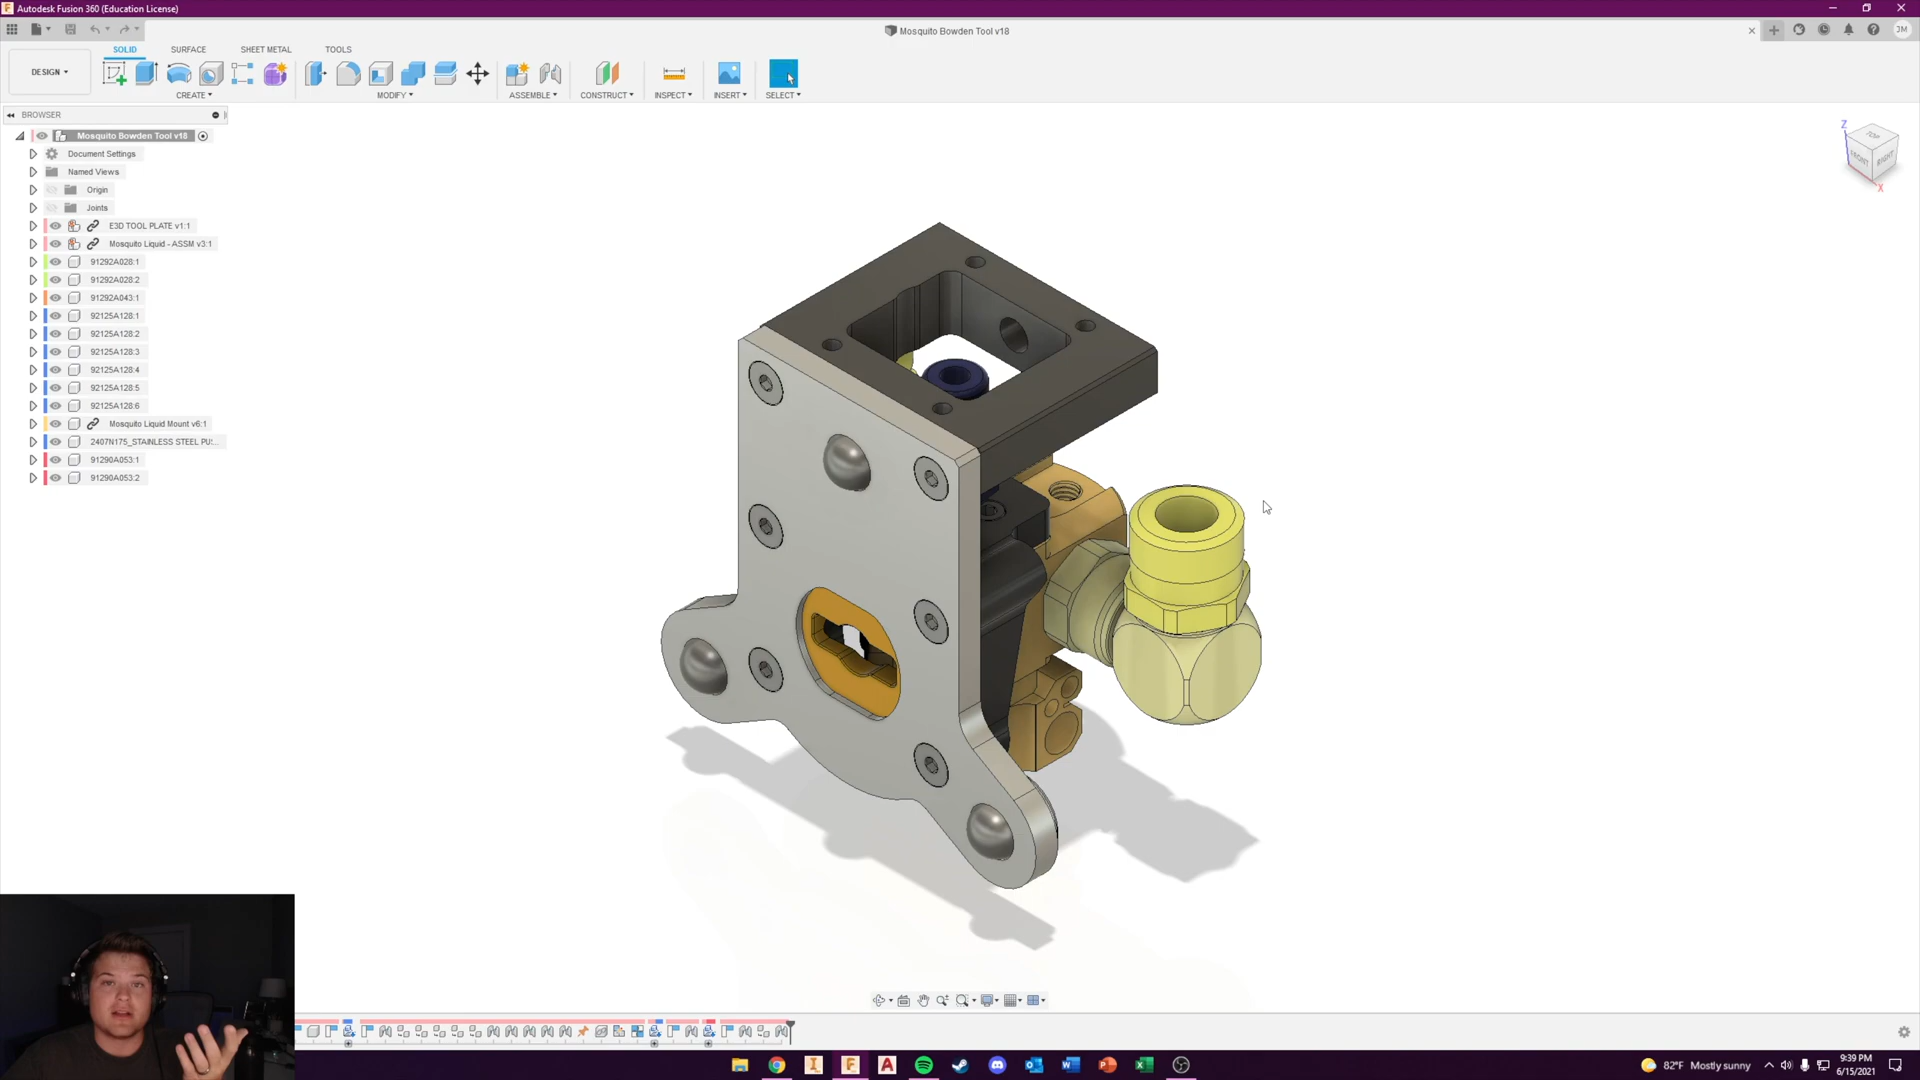 Autodesk Fusion 360 (Education License)
Mosquito Bowden Tool v18
JM
SOLID
SURFACE
SHEET METAL
TOOLS
DESIGN
CREATE
MODIFY
ASSEMBLE
CONSTRUCT
INSPECT
INSERT
SELECT
BROWSER
Mosquito Bowden Tool v18
Document Settings
Named Views
Origin
Joints
E3D TOOL PLATE v1:1
Mosquito Liquid - ASSM v3:1
91292A028:1
91292A028:2
91292A043:1
92125A128:1
92125A128:2
92125A128:3
92125A128:4
92125A128:5
92125A128:6
Mosquito Liquid Mount v6:1
2407N175_STAINLESS STEEL PU:...
91290A053:1
91290A053:2
Z
TOP
FRONT
RIGHT
X
82°F Mostly sunny
9:39 PM
6/15/2021